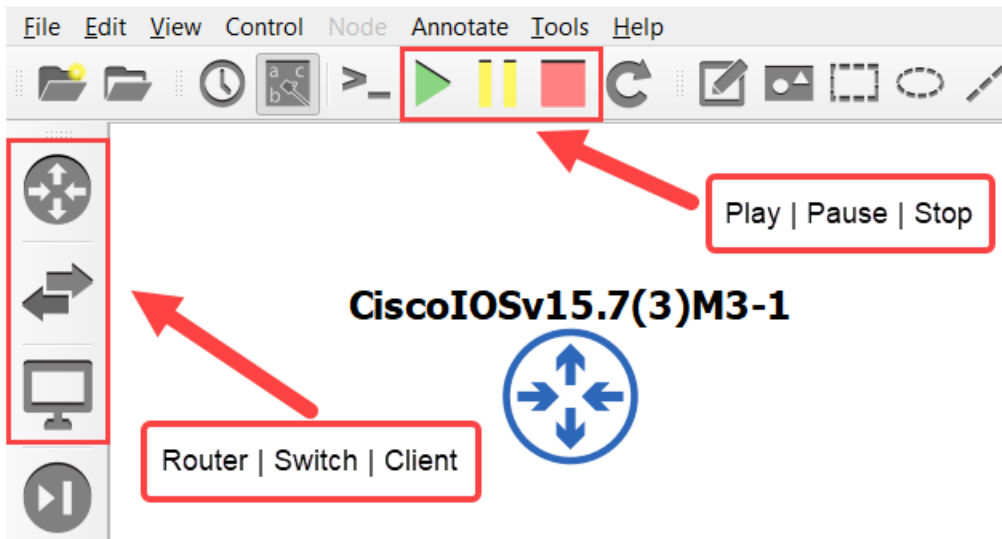 File Edit View Control Node Annotate Tools Help
a c
b
>_
Play | Pause | Stop
CiscoIOSv15.7(3)M3-1
Router | Switch | Client